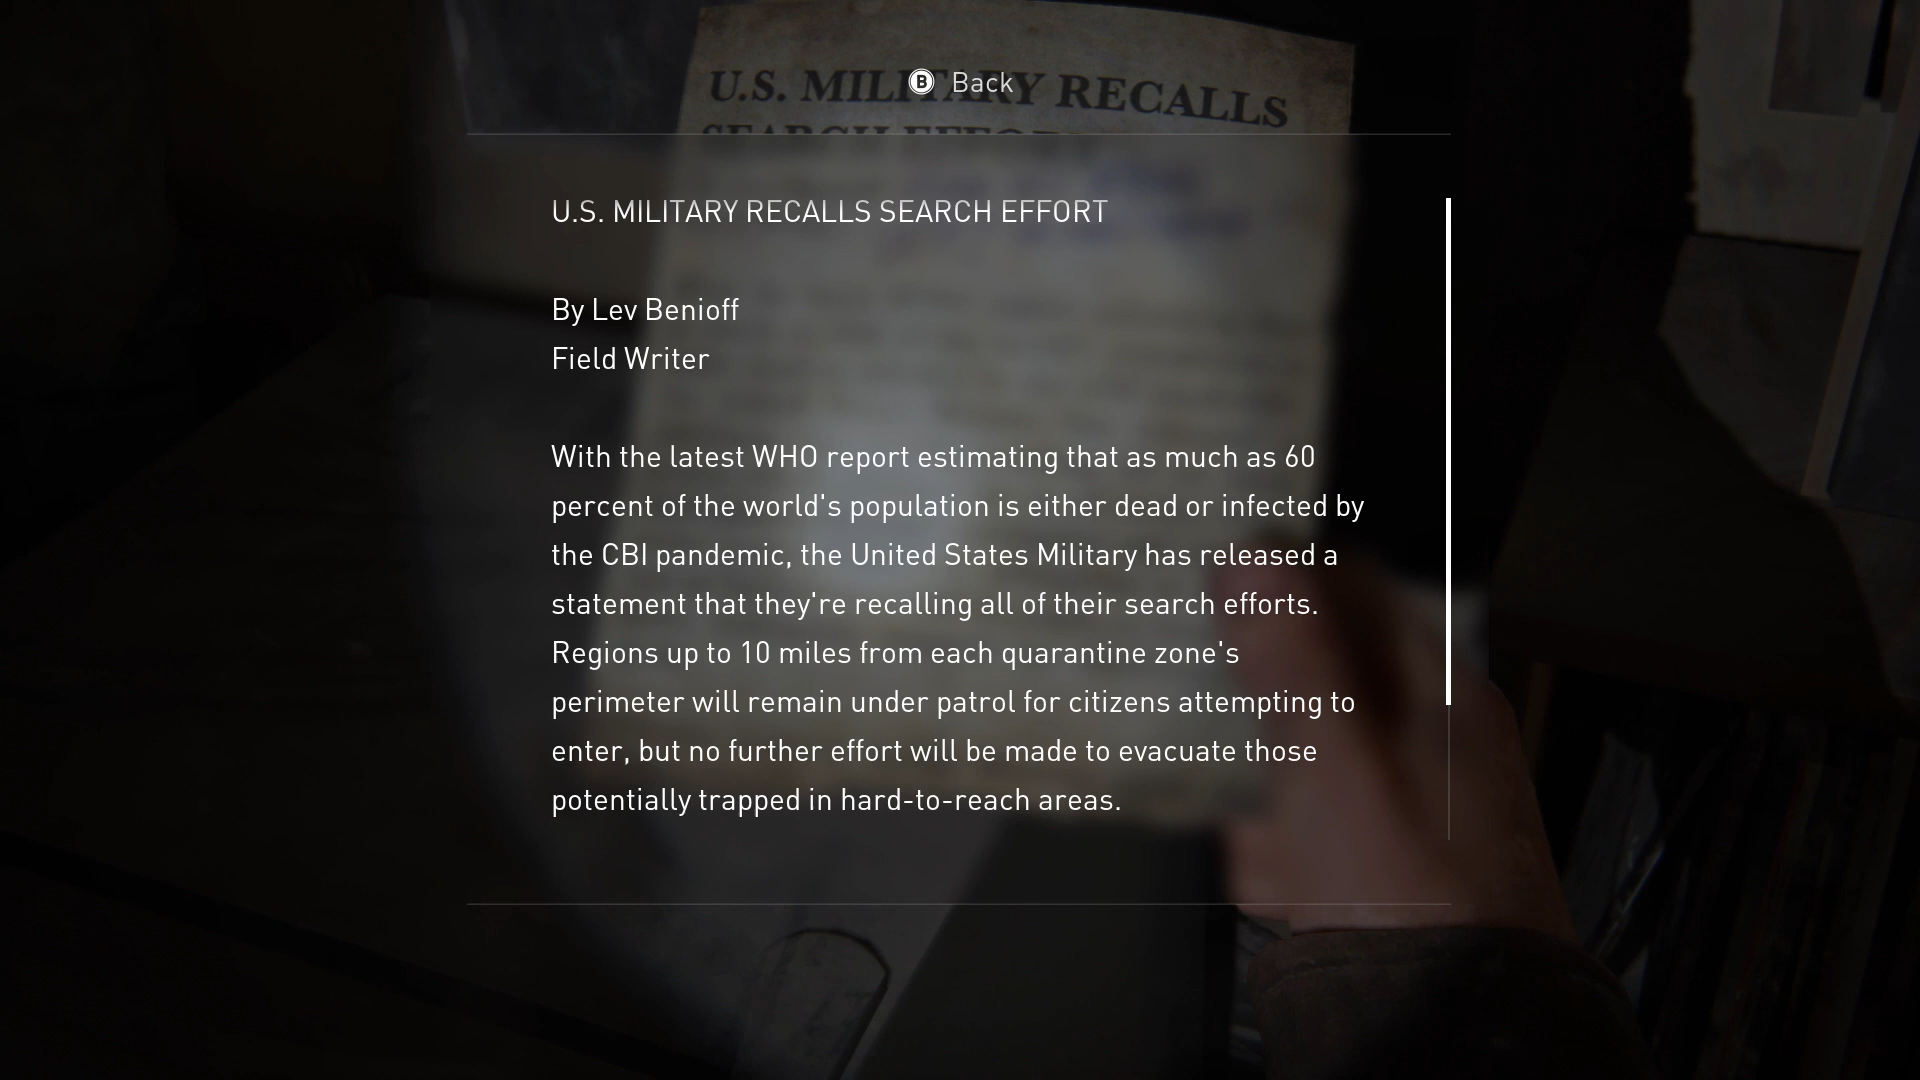 U.S. MILITARY RECALLS
SEARCH EFFORT
B Back
U.S. MILITARY RECALLS SEARCH EFFORT
By Lev Benioff
Field Writer
With the latest WHO report estimating that as much as 60
percent of the world's population is either dead or infected by
the CBI pandemic, the United States Military has released a
statement that they're recalling all of their search efforts.
Regions up to 10 miles from each quarantine zone's
perimeter will remain under patrol for citizens attempting to
enter, but no further effort will be made to evacuate those
potentially trapped in hard-to-reach areas.